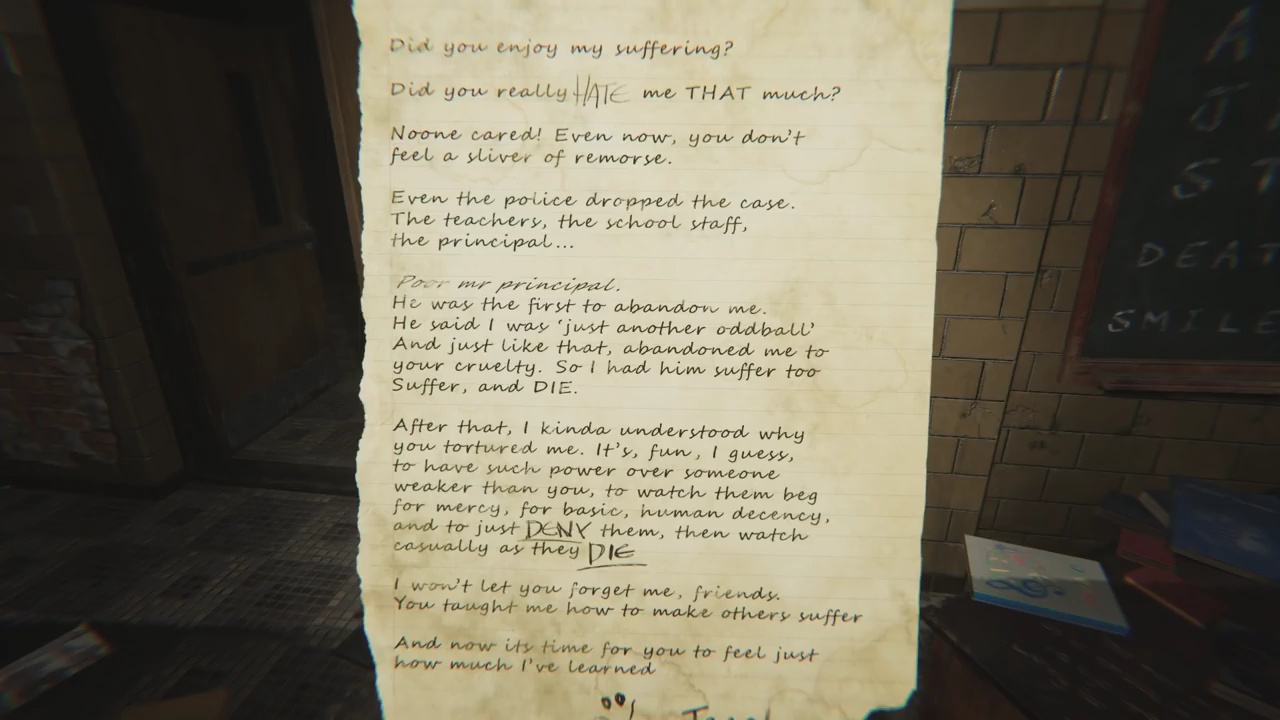 Did you enjoy my suffering?
Did you really HATE me THAT much?
Noone cared! Even now, you don't
feel a sliver of remorse.
Even the police dropped the case.
The teachers, the school staff,
the principal...
Poor mr principal.
He was the first to abandon me.
He said I was 'just another oddball'
And just like that, abandoned me to
your cruelty. So I had him suffer too
Suffer, and DIE.
After that, I kinda understood why
you tortured me. It's, fun, I guess,
to have such power over someone
weaker than you, to watch them beg
for mercy, for basic, human decency,
and to just DENY them, then watch
casually as they DIE
I won't let you forget me, friends.
You taught me how to make others suffer
And now its time for you to feel just
how much I've learned
A
J
S T
DEAT
SMILE